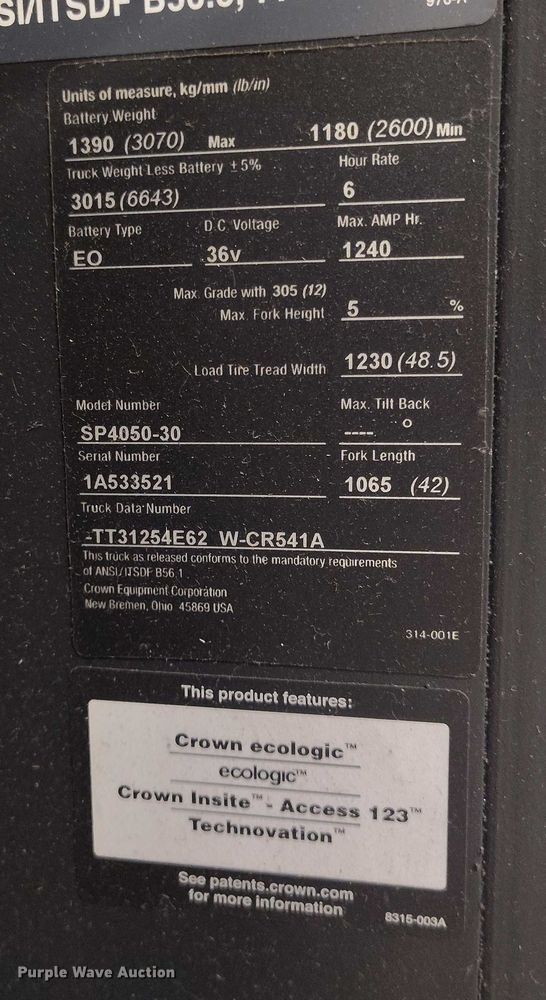 Units of measure, kg/mm (lb/in)
Battery Weight
1390 (3070) Max 1180 (2600) Min
Truck Weight Less Battery ±5% Hour Rate
3015 (6643) 6
Battery Type D.C. Voltage Max. AMP Hr.
EO 36v 1240
Max. Grade with 305 (12)
Max. Fork Height 5 %
Load Tire Tread Width 1230 (48.5)
Model Number Max. Tilt Back
SP4050-30 ---- °
Serial Number Fork Length
1A533521 1065 (42)
Truck Data Number
-TT31254E62 W-CR541A
This truck as released conforms to the mandatory requirements
of ANSI/ITSDF B56.1
Crown Equipment Corporation
New Bremen, Ohio 45869 USA
314-001E
This product features:
Crown ecologic™
ecologic™
Crown Insite™ - Access 123™
Technovation™
See patents.crown.com
for more information
8315-003A
Purple Wave Auction